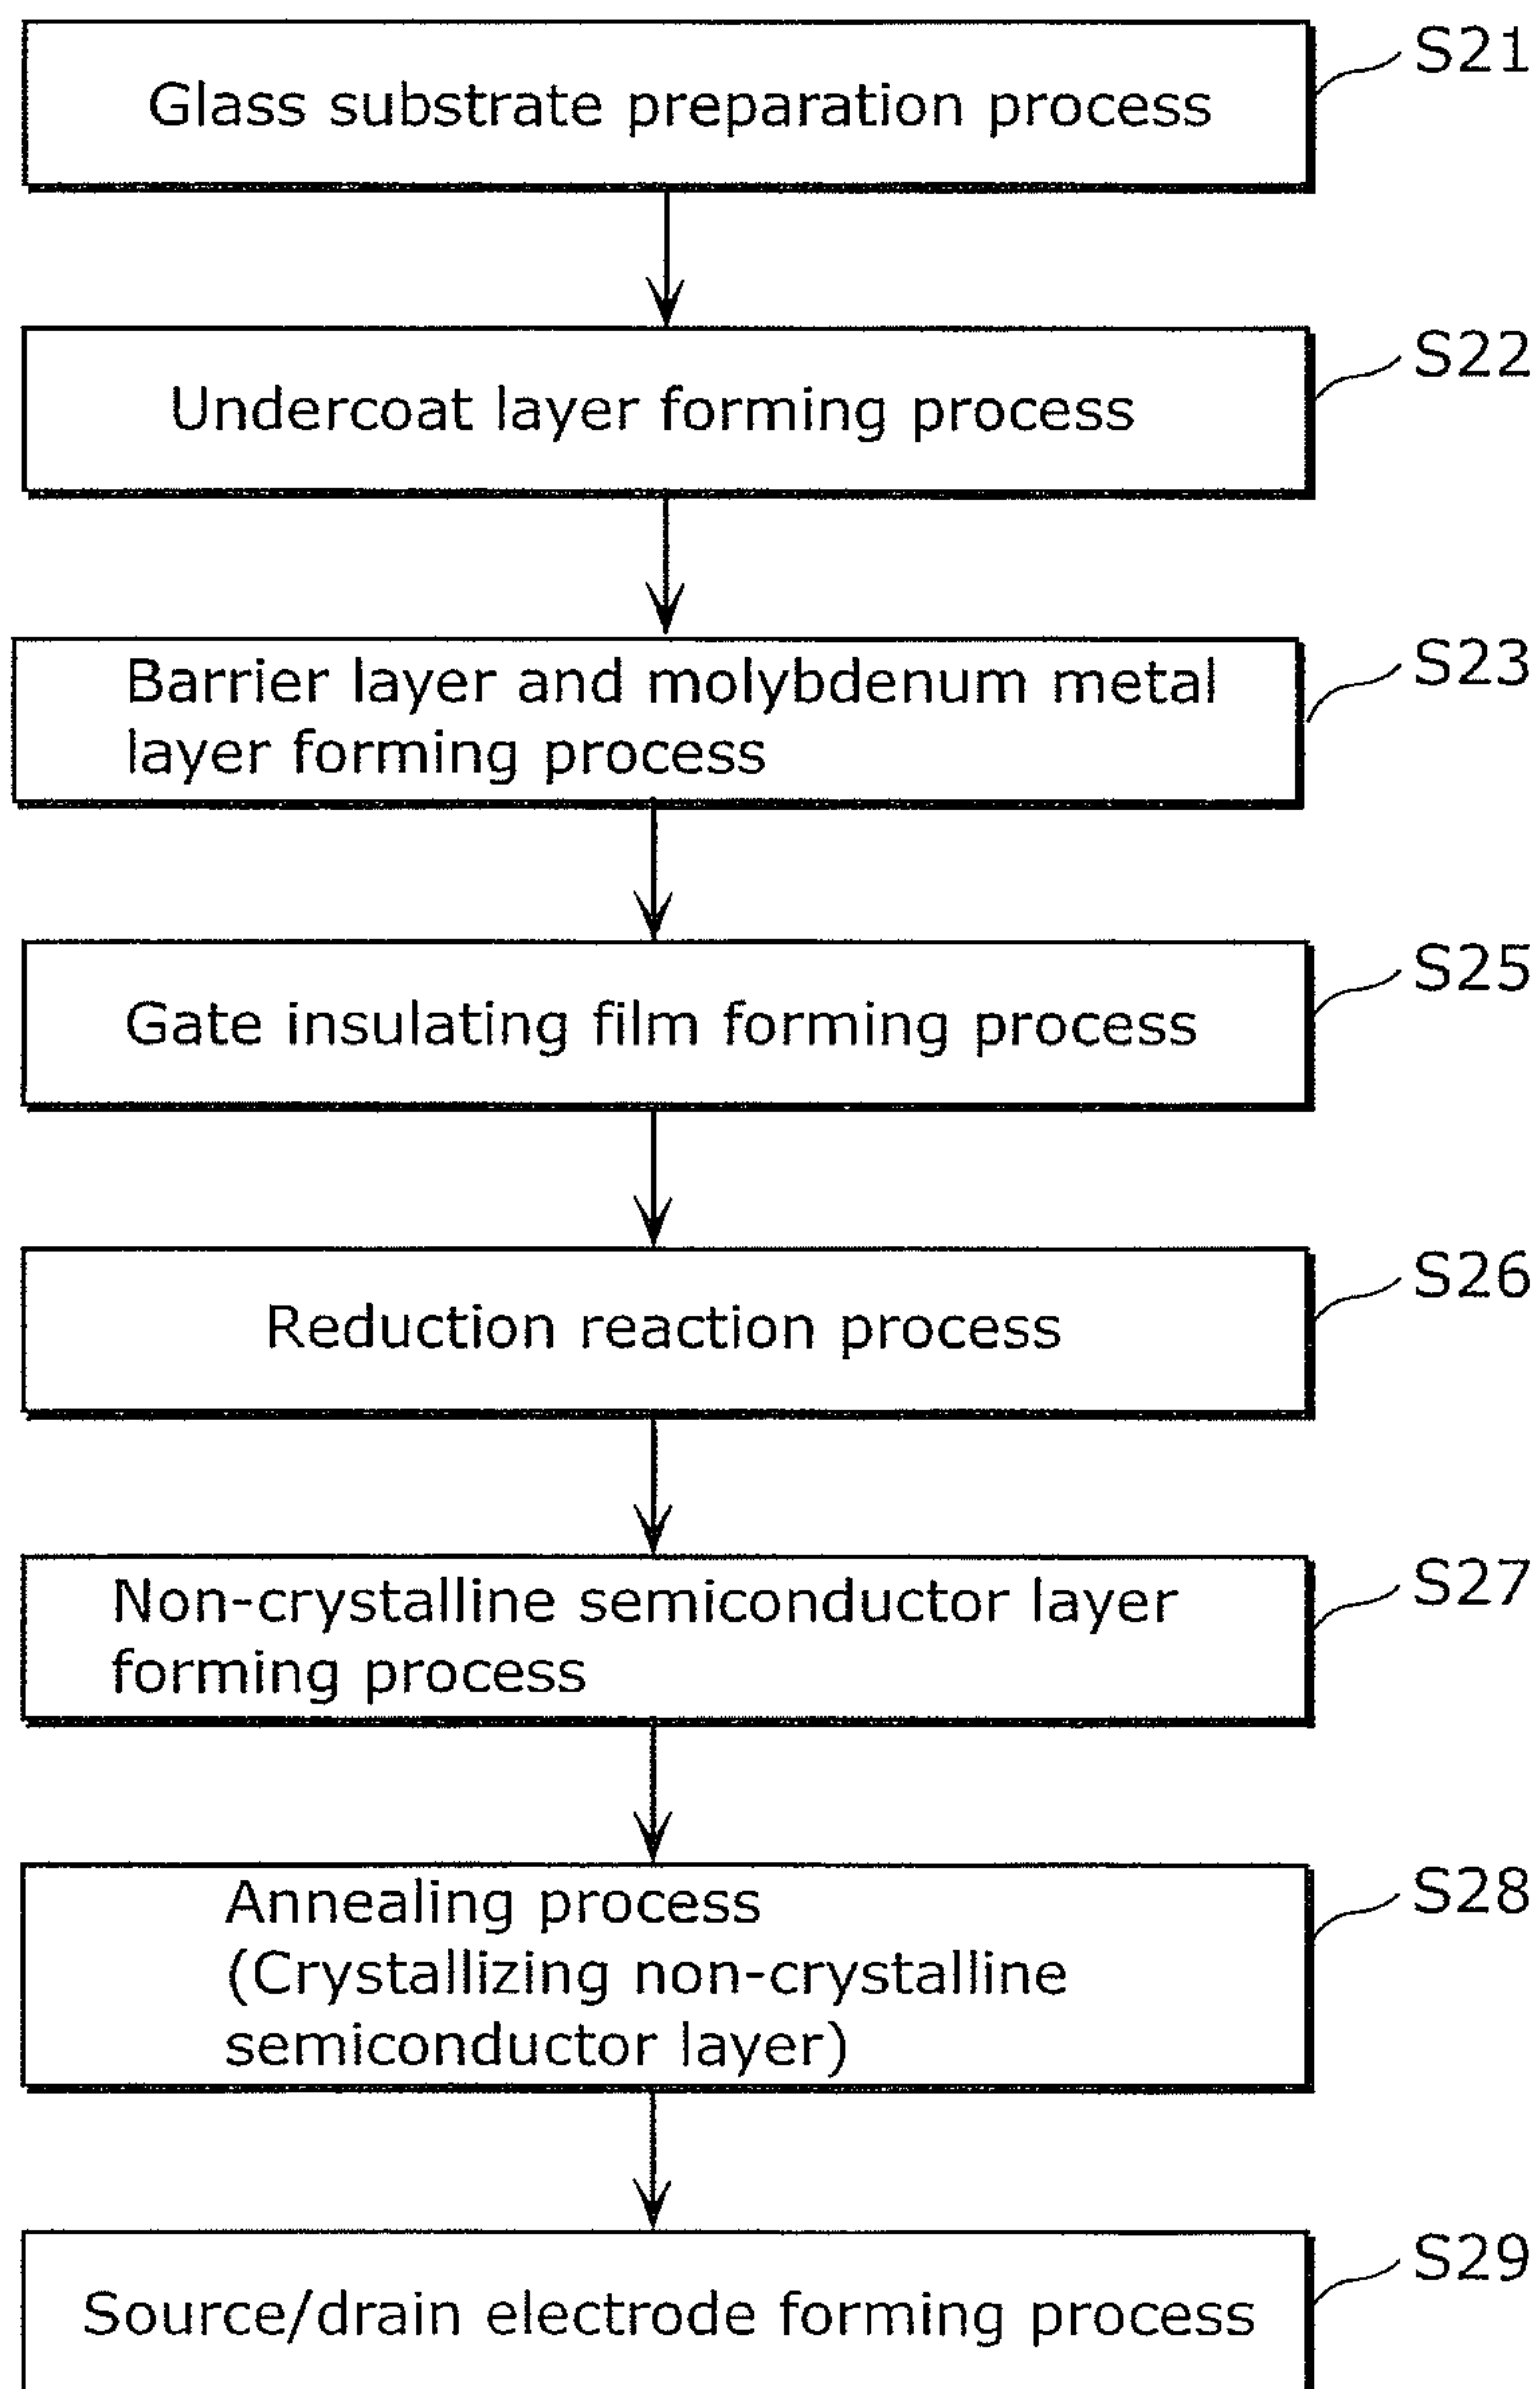 S21
Glass substrate preparation process
S22
Undercoat layer forming process
S23
Barrier layer and molybdenum metal
layer forming process
S25
Gate insulating film forming process
S26
Reduction reaction process
S27
Non-crystalline semiconductor layer
forming process
S28
Annealing process
(Crystallizing non-crystalline
semiconductor layer)
S29
Source/drain electrode forming process